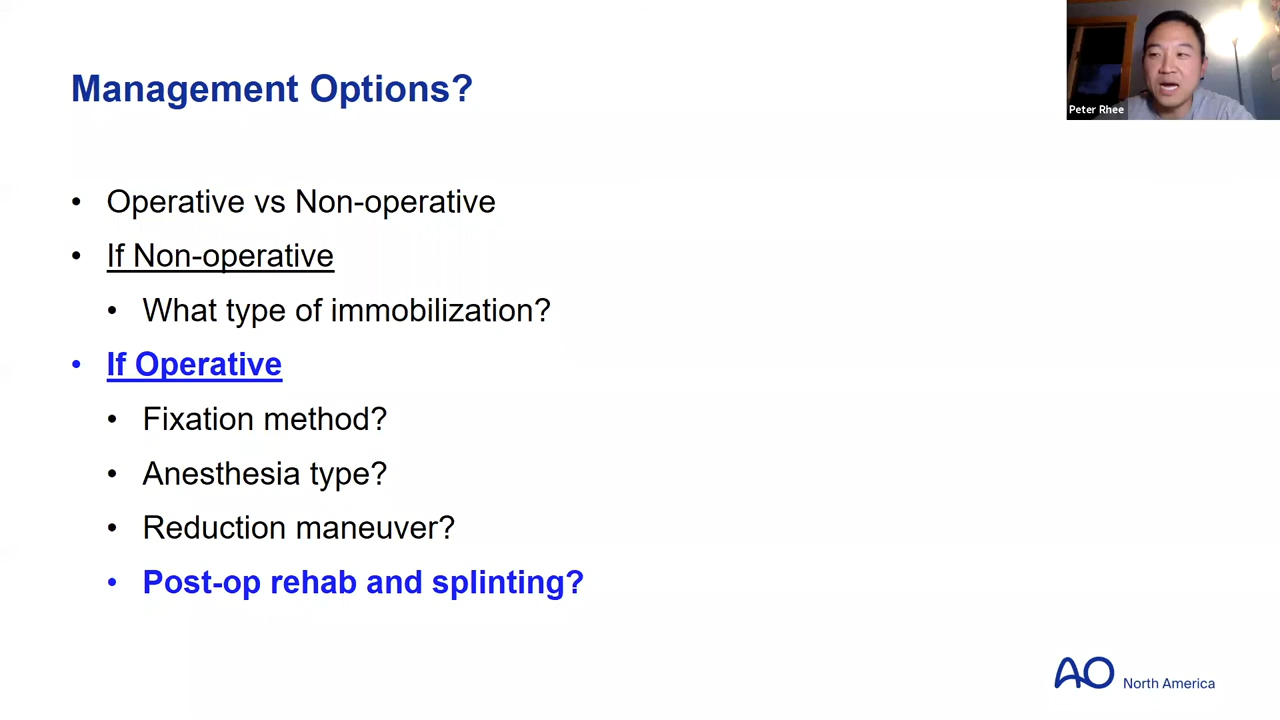 Management Options?
Peter Rhee
• Operative vs Non-operative
• If Non-operative
• What type of immobilization?
• If Operative
• Fixation method?
• Anesthesia type?
• Reduction maneuver?
• Post-op rehab and splinting?
AO North America